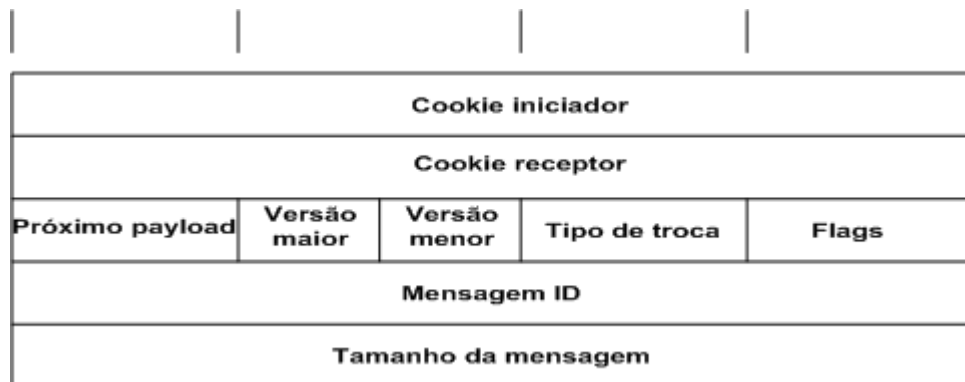 Cookie iniciador
Cookie receptor
Próximo payload
Versão
maior
Versão
menor
Tipo de troca
Flags
Mensagem ID
Tamanho da mensagem